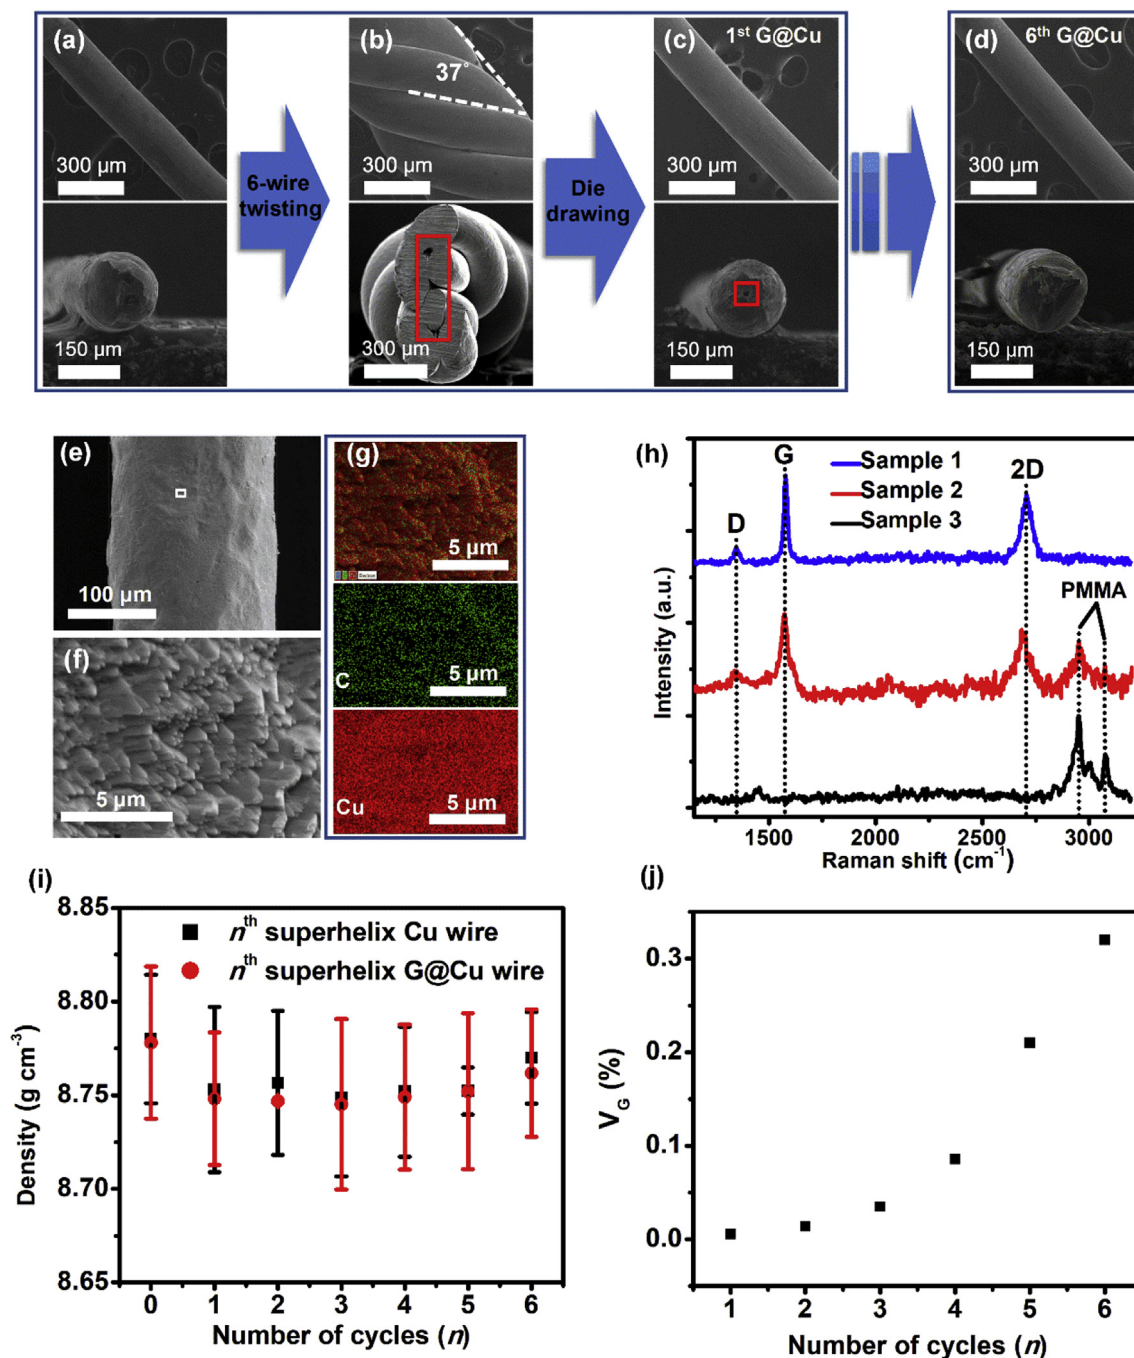 (a)
300 µm
150 µm
6-wire
twisting
(b)
37°
300 µm
300 µm
Die
drawing
(c)
1st G@Cu
300 µm
150 µm
(d)
6th G@Cu
300 µm
150 µm
(e)
100 µm
(f)
5 µm
(g)
5 µm
C
5 µm
Cu
5 µm
(h)
Sample 1
Sample 2
Sample 3
D
G
2D
PMMA
Intensity (a.u.)
1500
2000
2500
3000
Raman shift (cm-1)
(i)
nth superhelix Cu wire
nth superhelix G@Cu wire
Density (g cm-3)
8.85
8.80
8.75
8.70
8.65
0 1 2 3 4 5 6
Number of cycles (n)
(j)
VG (%)
0.3
0.2
0.1
0.0
1 2 3 4 5 6
Number of cycles (n)